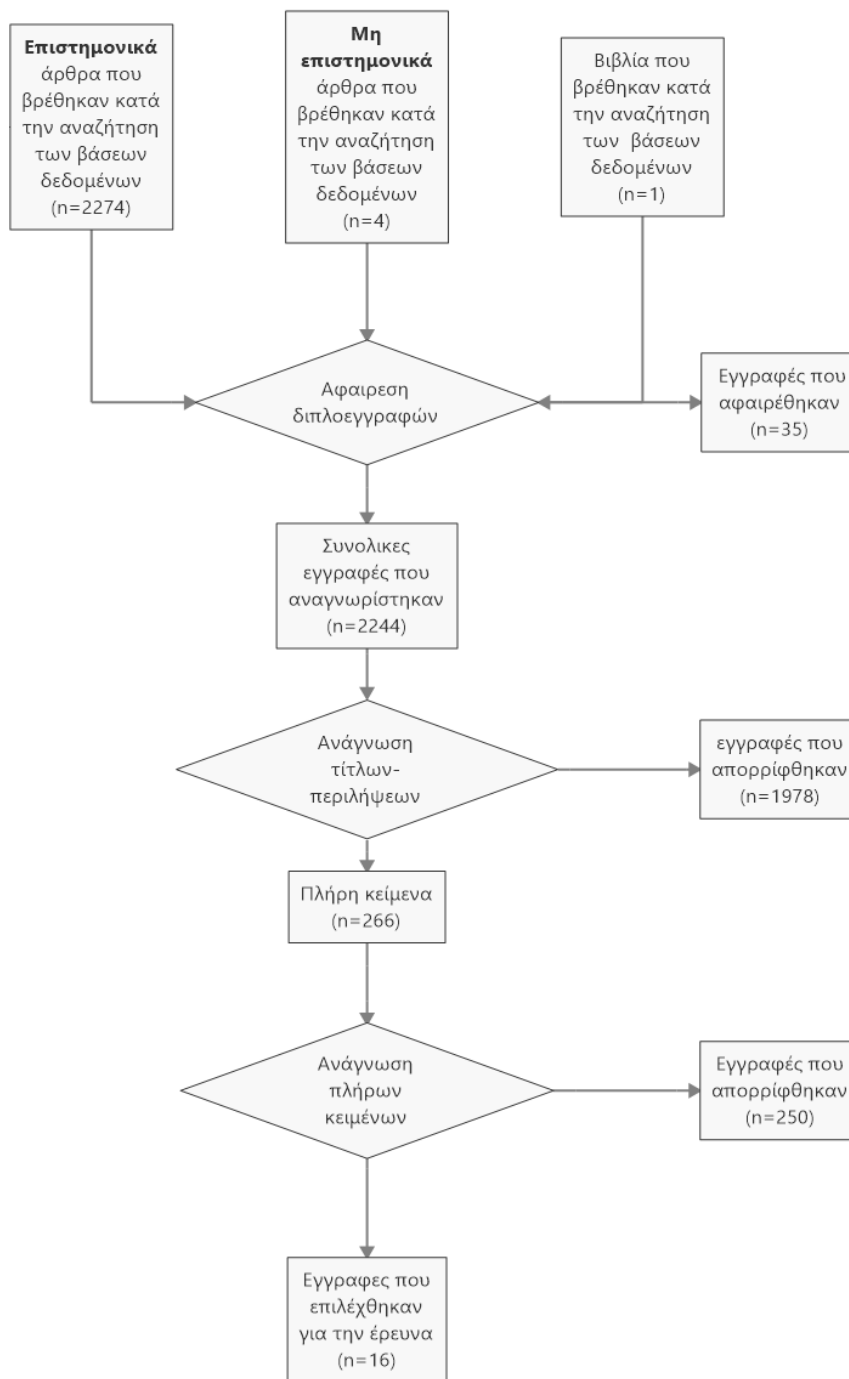 Επιστημονικά
άρθρα που
βρέθηκαν κατά
την αναζήτηση
των βάσεων
δεδομένων
(n=2274)
Μη
επιστημονικά
άρθρα που
βρέθηκαν κατά
την αναζήτηση
των βάσεων
δεδομένων
(n=4)
Βιβλία που
βρέθηκαν κατά
την αναζήτηση
των βάσεων
δεδομένων
(n=1)
Αφαιρεση
διπλοεγγραφών
Εγγραφές που
αφαιρέθηκαν
(n=35)
Συνολικες
εγγραφές που
αναγνωρίστηκαν
(n=2244)
Ανάγνωση
τίτλων-
περιλήψεων
εγγραφές που
απορρίφθηκαν
(n=1978)
Πλήρη κείμενα
(n=266)
Ανάγνωση
πλήρων
κειμένων
Εγγραφές που
απορρίφθηκαν
(n=250)
Εγγραφες που
επιλέχθηκαν
για την έρευνα
(n=16)